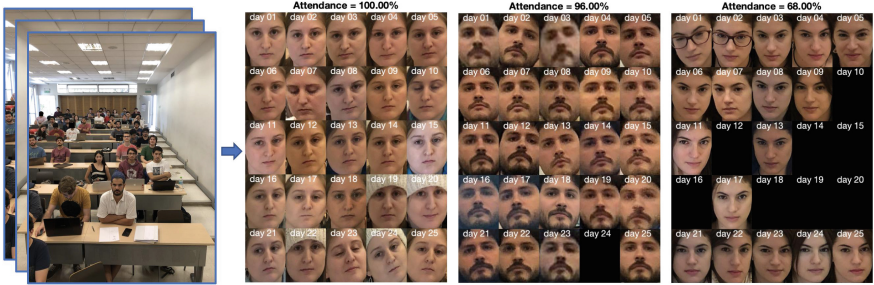 Attendance = 100.00%
day 01 day 02 day 03 day 04 day 05
day 06 day 07 day 08 day 09 day 10
day 11 day 12 day 13 day 14 day 15
day 16 day 17 day 18 day 19 day 20
day 21 day 22 day 23 day 24 day 25
Attendance = 96.00%
day 01 day 02 day 03 day 04 day 05
day 06 day 07 day 08 day 09 day 10
day 11 day 12 day 13 day 14 day 15
day 16 day 17 day 18 day 19 day 20
day 21 day 22 day 23 day 24 day 25
Attendance = 68.00%
day 01 day 02 day 03 day 04 day 05
day 06 day 07 day 08 day 09 day 10
day 11 day 12 day 13 day 14 day 15
day 16 day 17 day 18 day 19 day 20
day 21 day 22 day 23 day 24 day 25